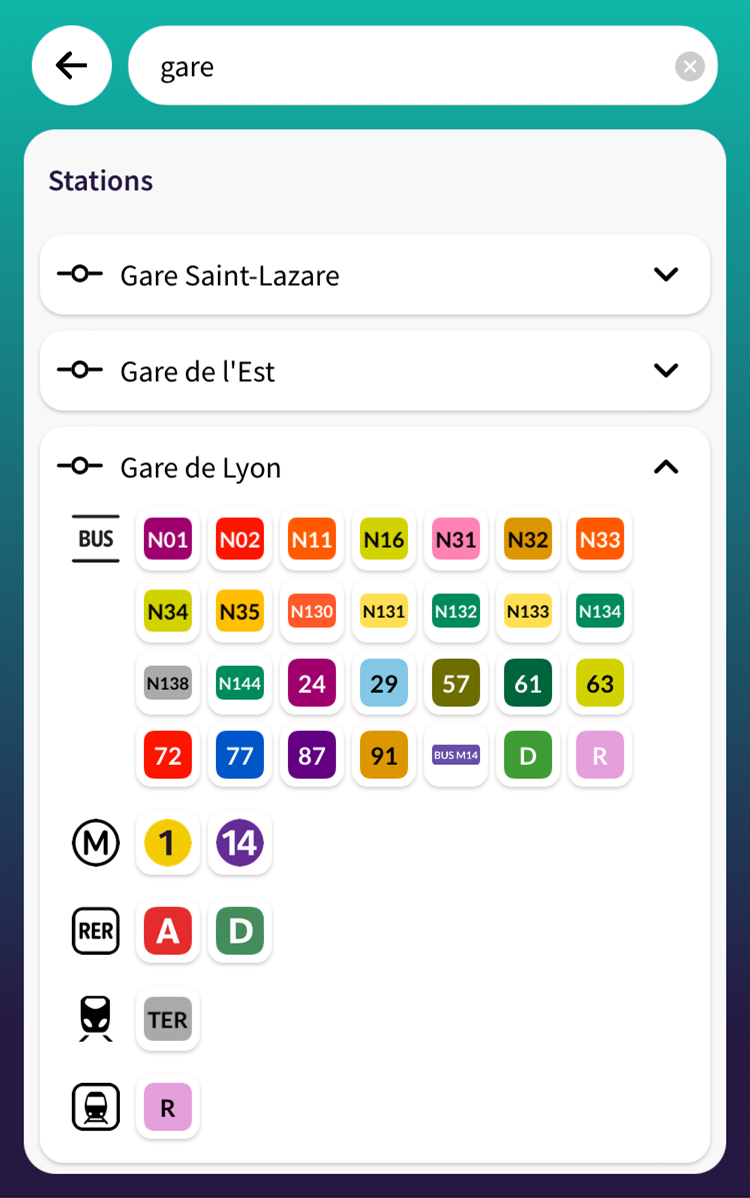 gare
Stations
Gare Saint-Lazare
Gare de l'Est
Gare de Lyon
BUS N01 N02 N11 N16 N31 N32 N33
N34 N35 N130 N131 N132 N133 N134
N138 N144 24 29 57 61 63
72 77 87 91 BUS M14 D R
M 1 14
RER A D
TER
R